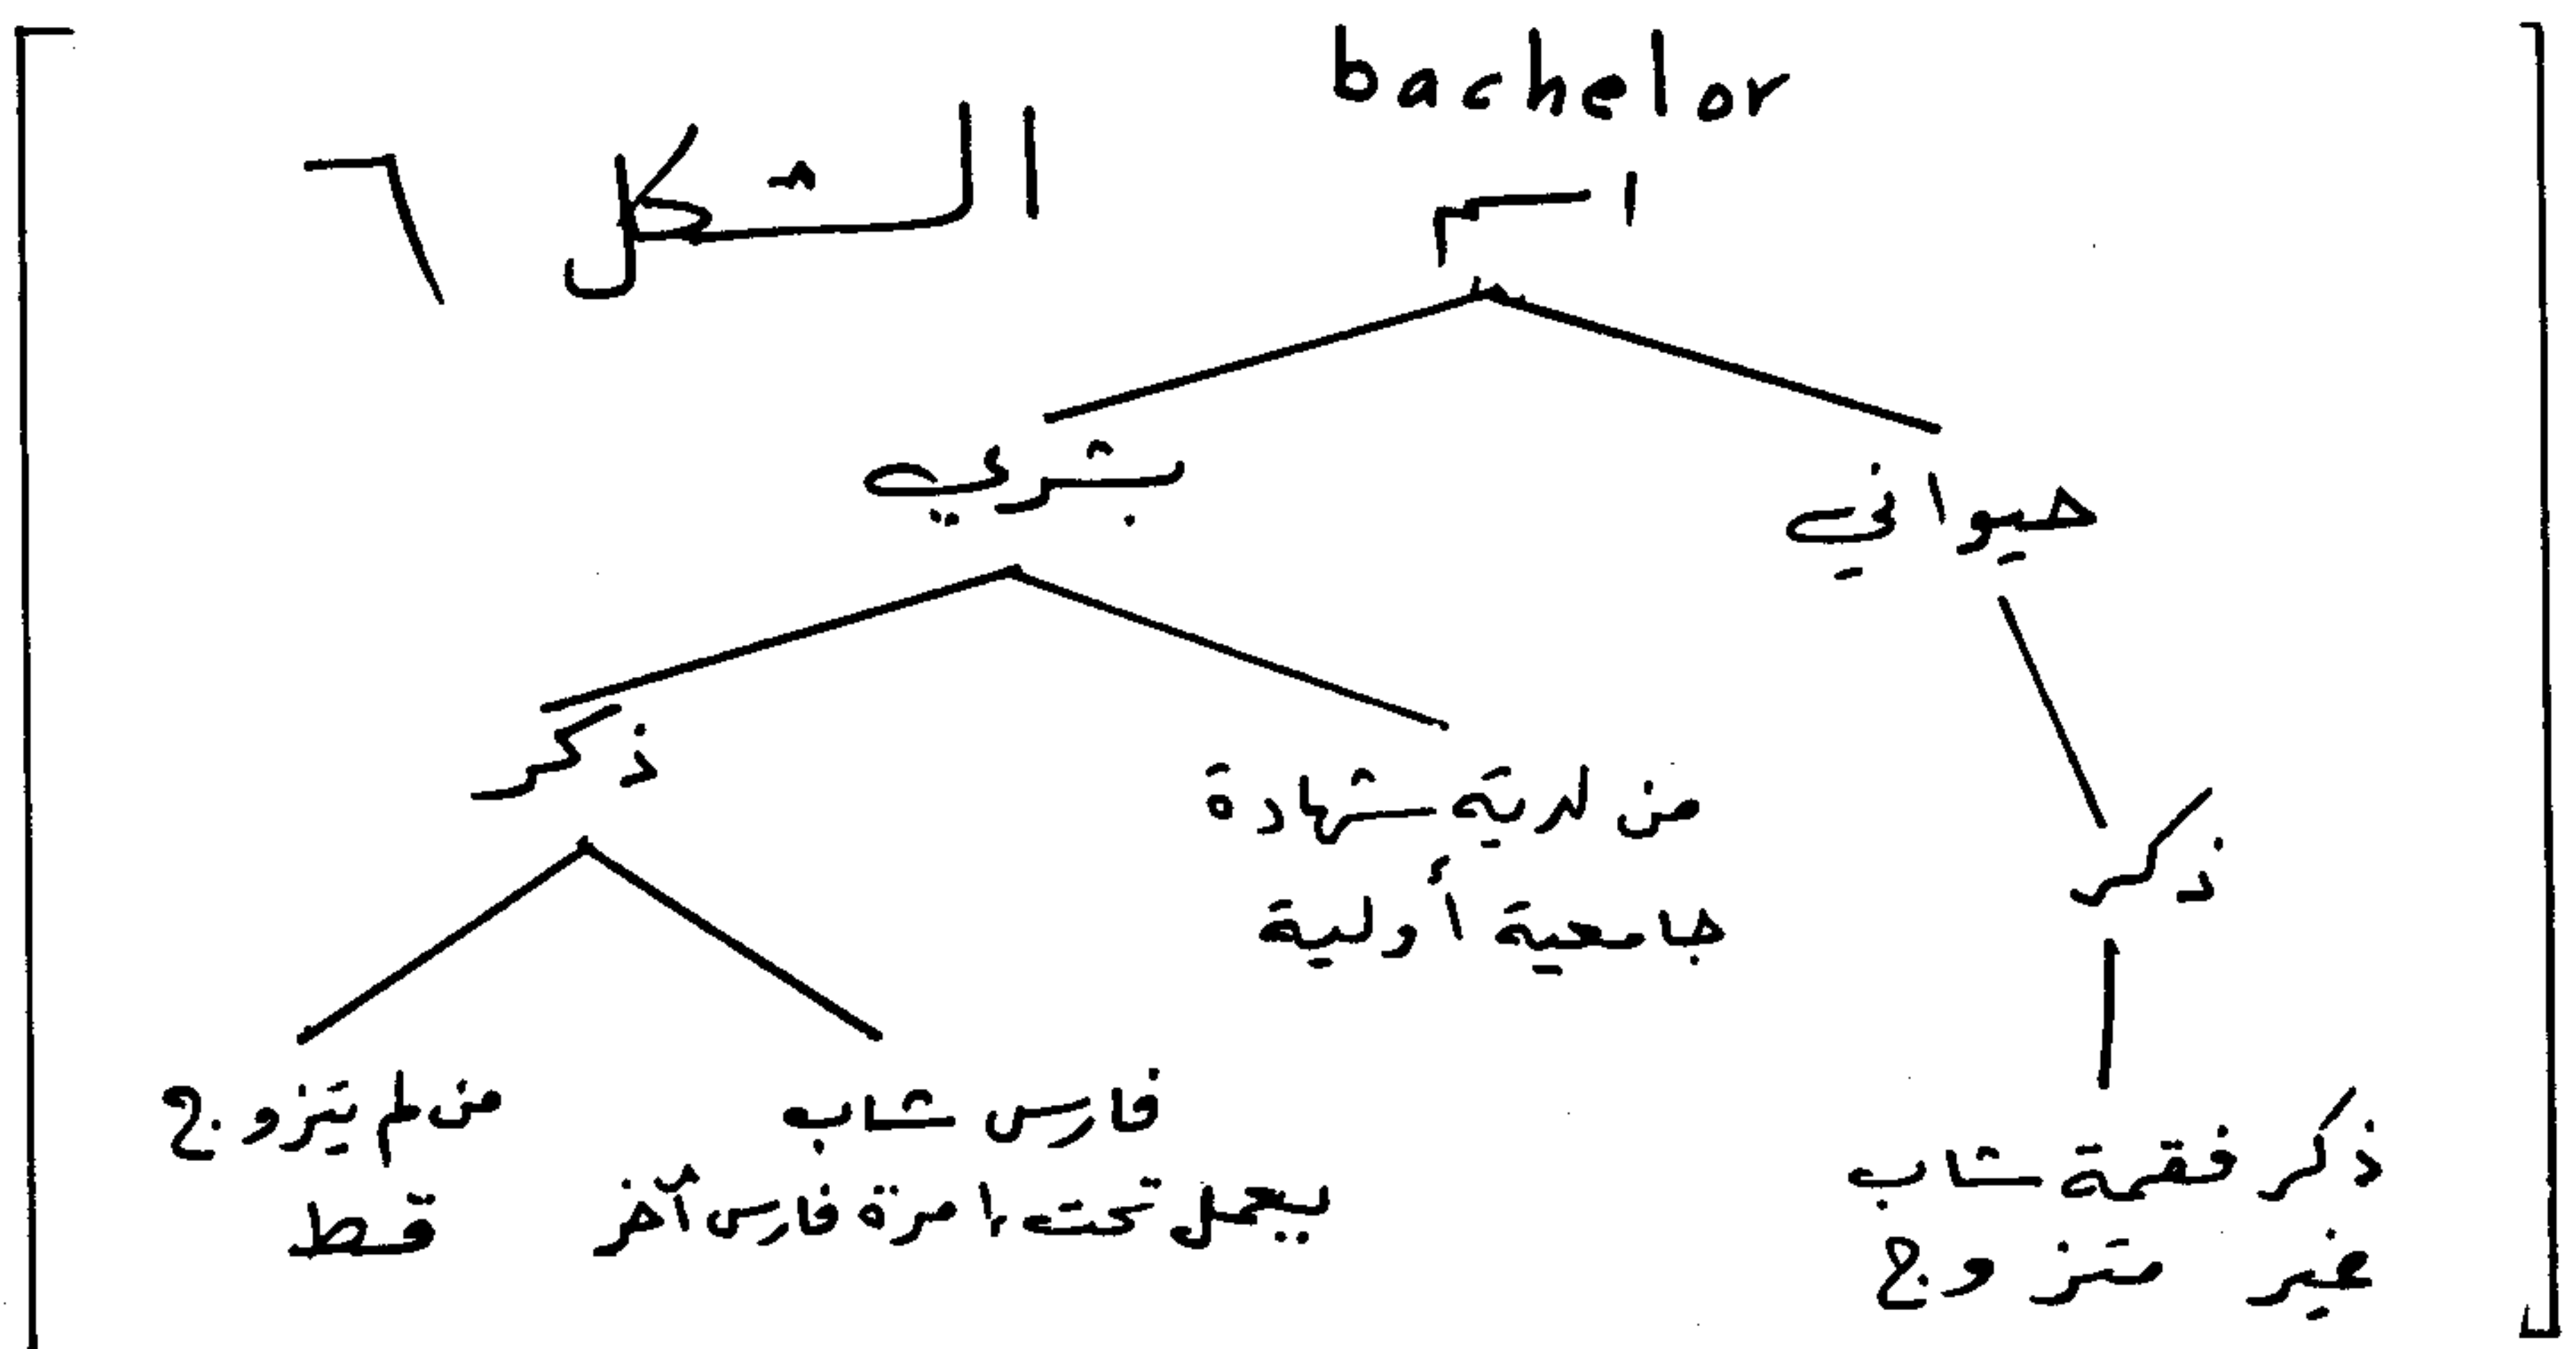 bachelor
الشكل ٦
اسم
بشري
حيواني
ذكر
من لديه شهادة
جامعية أولية
ذكر
من لم يتزوج
قط
فارس شاب
يعمل تحت إمرة فارس آخر
ذكر فقمة شاب
غير متزوج